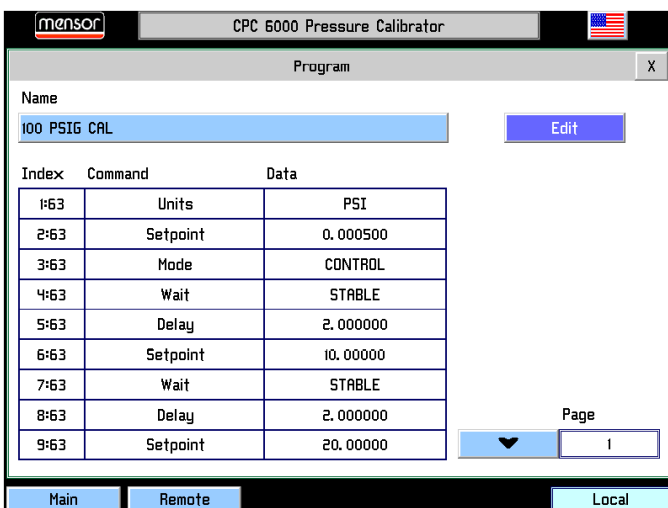 mensor CPC 6000 Pressure Calibrator
Program X
Name
100 PSIG CAL Edit
Index Command Data
1:63 Units PSI
2:63 Setpoint 0.000500
3:63 Mode CONTROL
4:63 Wait STABLE
5:63 Delay 2.000000
6:63 Setpoint 10.00000
7:63 Wait STABLE
8:63 Delay 2.000000
Page
9:63 Setpoint 20.00000 1
Main Remote Local